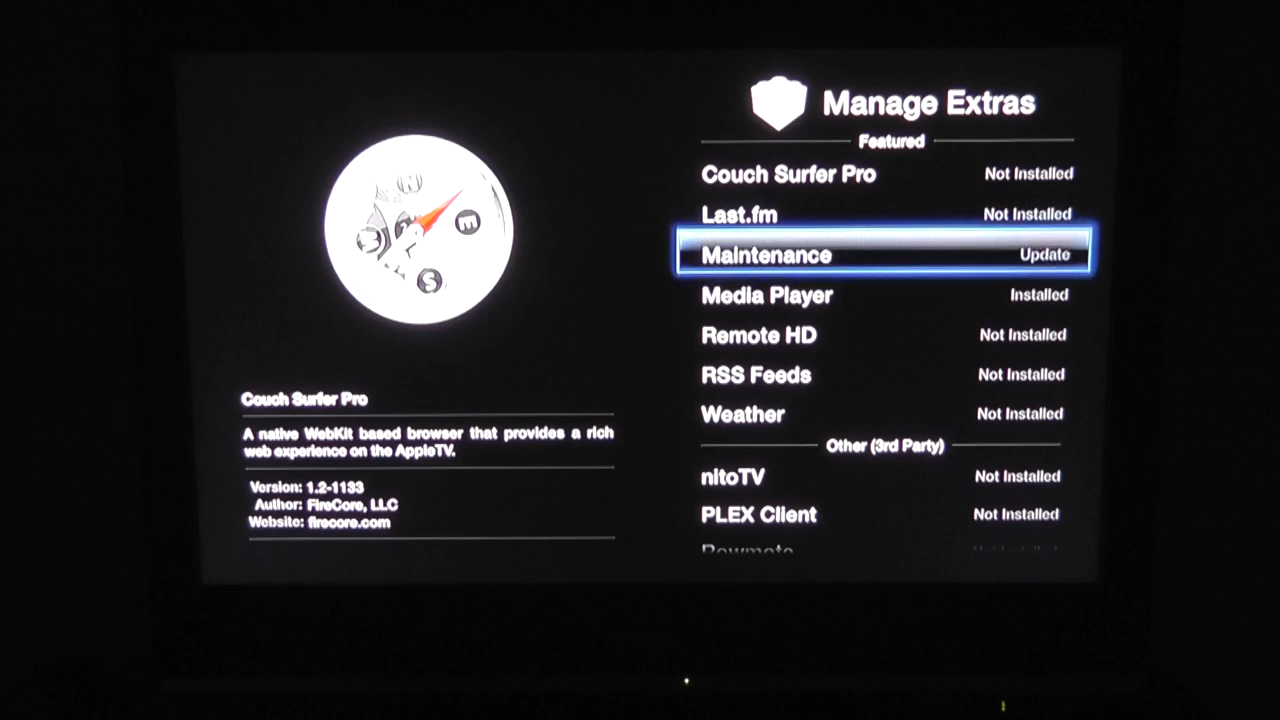 Manage Extras
Featured
Couch Surfer Pro Not Installed
Last.fm Not Installed
Maintenance Update
Media Player Installed
Remote HD Not Installed
RSS Feeds Not Installed
Weather Not Installed
Other (3rd Party)
nitoTV Not Installed
PLEX Client Not Installed
Rowmote
N
E
S
Couch Surfer Pro
A native WebKit based browser that provides a rich
web experience on the AppleTV.
Version: 1.2-1133
Author: FireCore, LLC
Website: firecore.com